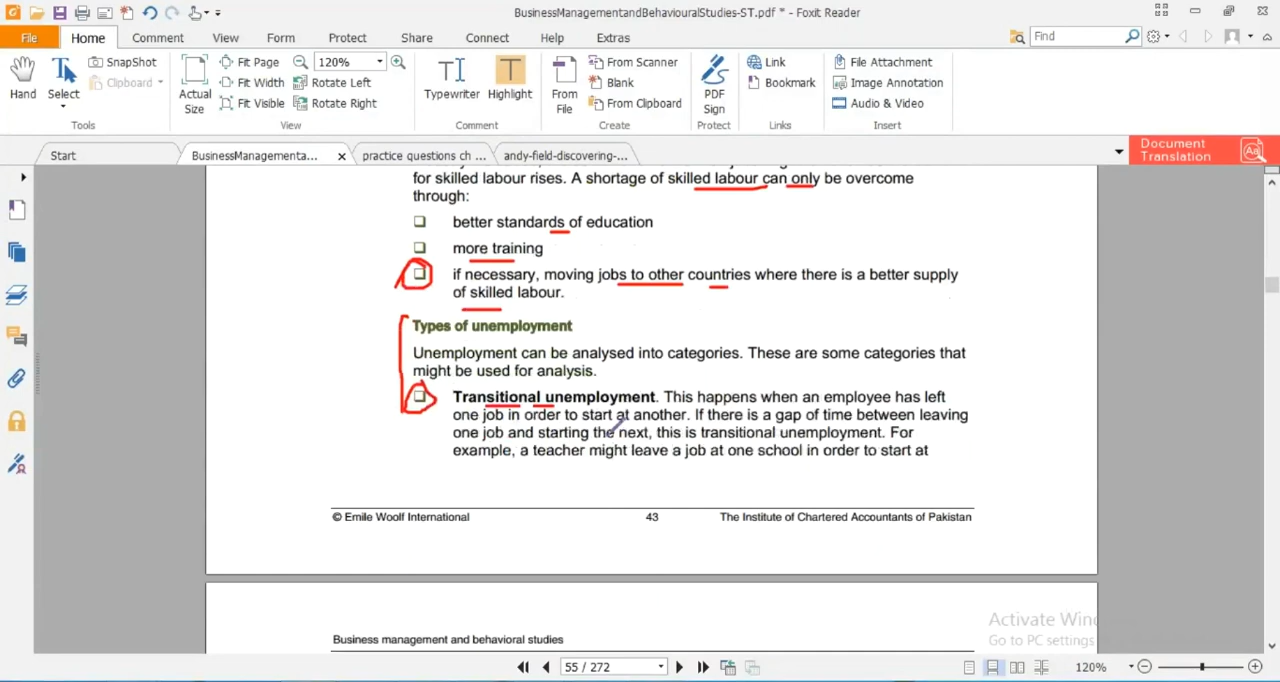 BusinessManagementandBehaviouralStudies-ST.pdf * - Foxit Reader
File Home Comment View Form Protect Share Connect Help Extras Find
Hand Select SnapShot Clipboard Actual Size Fit Page Fit Width Fit Visible 120% Rotate Left Rotate Right Typewriter Highlight From File From Scanner Blank From Clipboard PDF Sign Link Bookmark File Attachment Image Annotation Audio & Video
Tools View Comment Create Protect Links Insert
Start BusinessManagementa... practice questions ch ... andy-field-discovering-... Document Translation
for skilled labour rises. A shortage of skilled labour can only be overcome
through:
better standards of education
more training
if necessary, moving jobs to other countries where there is a better supply
of skilled labour.
Types of unemployment
Unemployment can be analysed into categories. These are some categories that
might be used for analysis.
Transitional unemployment. This happens when an employee has left
one job in order to start at another. If there is a gap of time between leaving
one job and starting the next, this is transitional unemployment. For
example, a teacher might leave a job at one school in order to start at
© Emile Woolf International 43 The Institute of Chartered Accountants of Pakistan
Business management and behavioral studies
Go to PC settings
55 / 272 120%